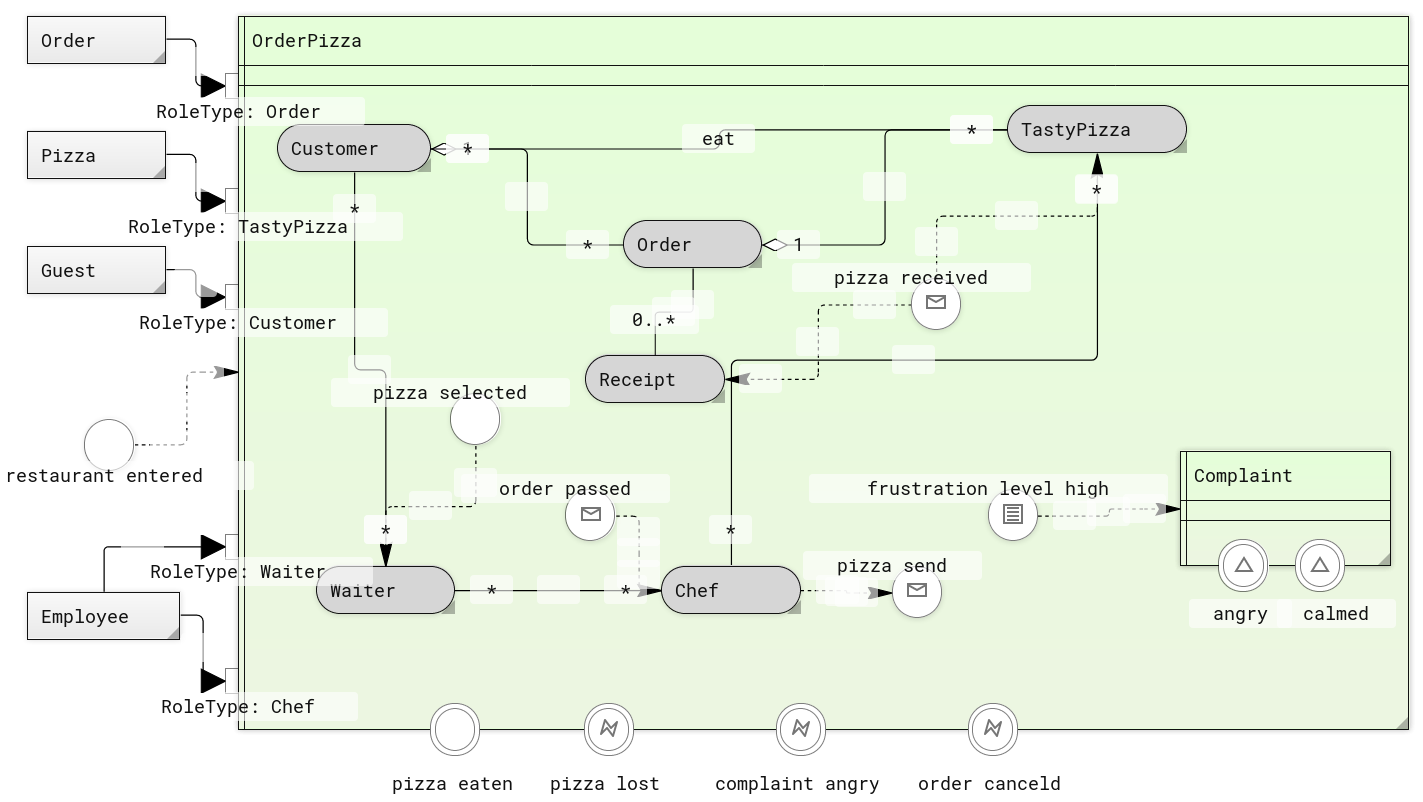 Order
OrderPizza
RoleType: Order
Customer
*
eat
*
TastyPizza
Pizza
*
*
RoleType: TastyPizza
*
Order
1
Guest
pizza received
RoleType: Customer
0..*
Receipt
pizza selected
restaurant entered
order passed
frustration level high
Complaint
*
*
RoleType: Waiter
pizza send
Waiter
*
*
Chef
Employee
angry
calmed
RoleType: Chef
pizza eaten
pizza lost
complaint angry
order canceld